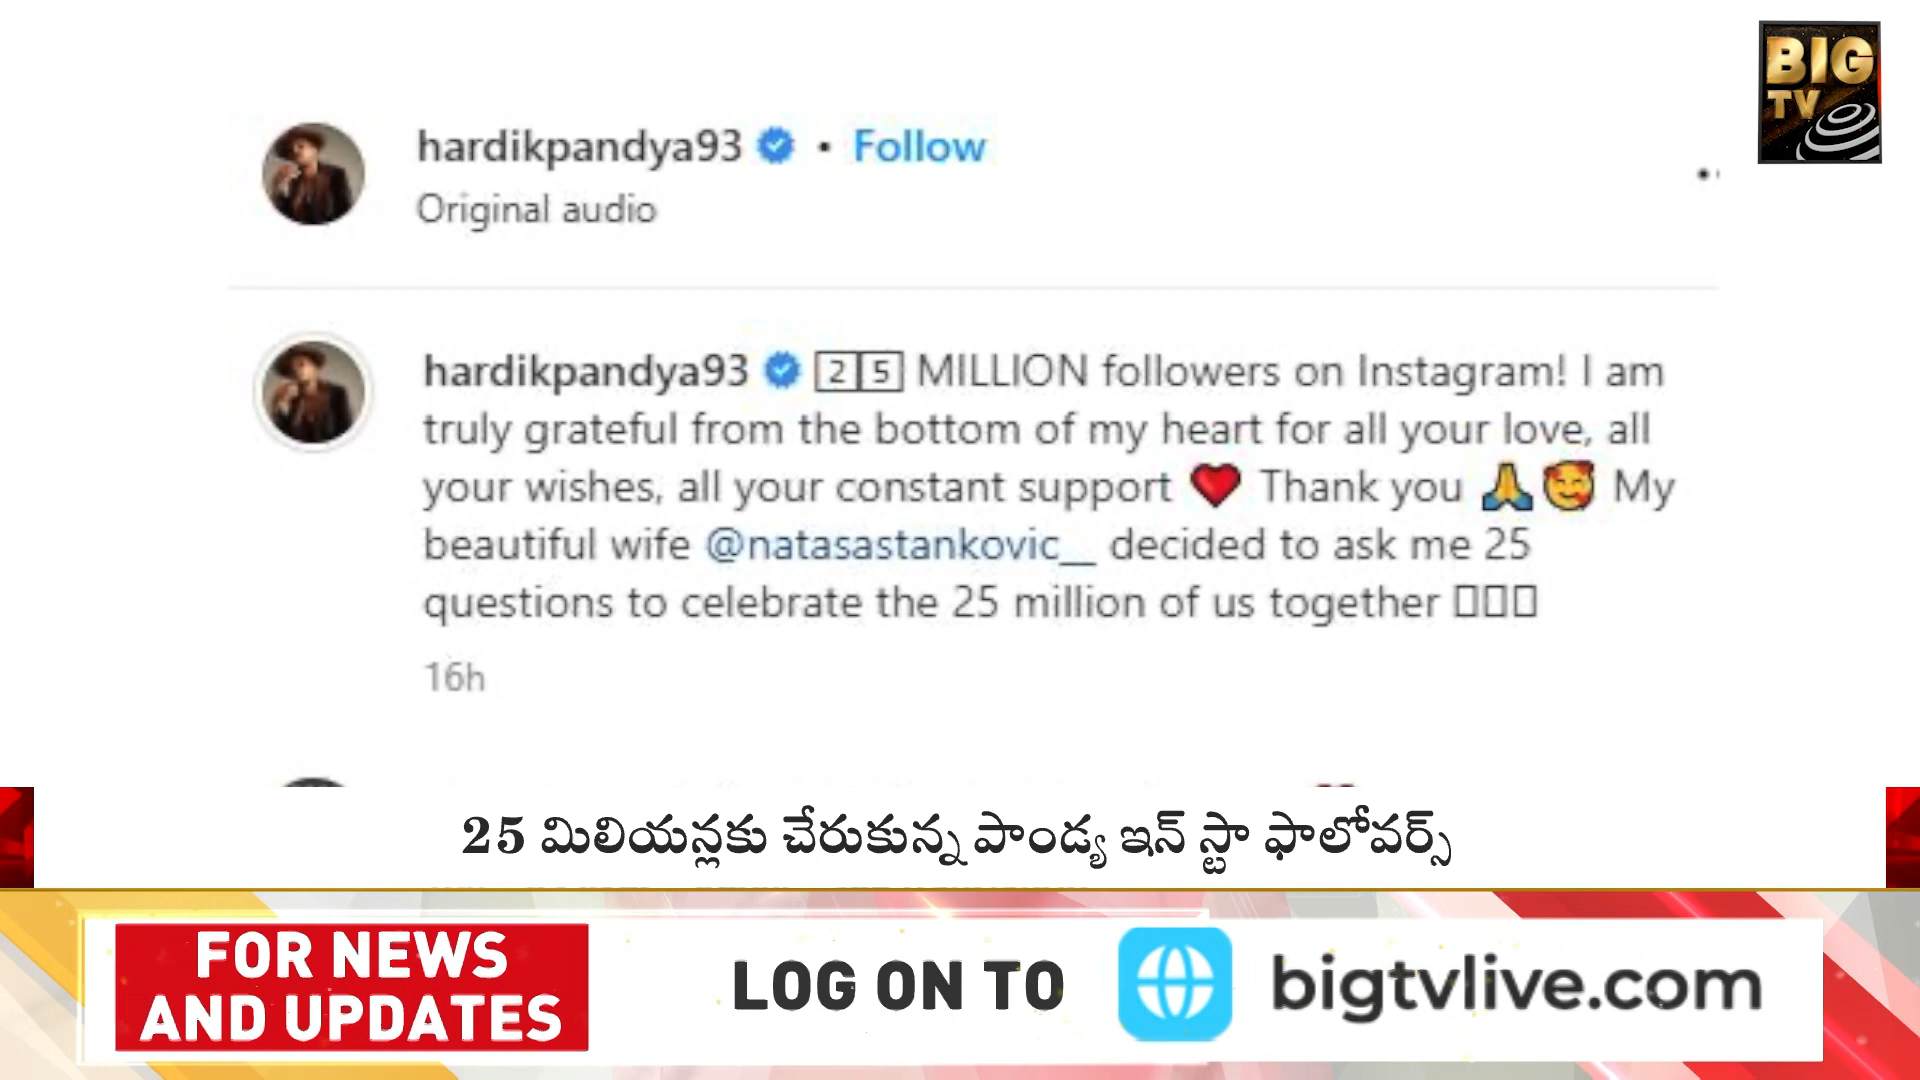 BIG
TV
hardikpandya93 • Follow
Original audio
hardikpandya93 25 MILLION followers on Instagram! I am
truly grateful from the bottom of my heart for all your love, all
your wishes, all your constant support ❤️ Thank you 🙏🥰 My
beautiful wife @natasastankovic__ decided to ask me 25
questions to celebrate the 25 million of us together
16h
25 మిలియన్లకు చేరుకున్న పాండ్య ఇన్ స్టా ఫాలోవర్స్
FOR NEWS
AND UPDATES
LOG ON TO
bigtvlive.com